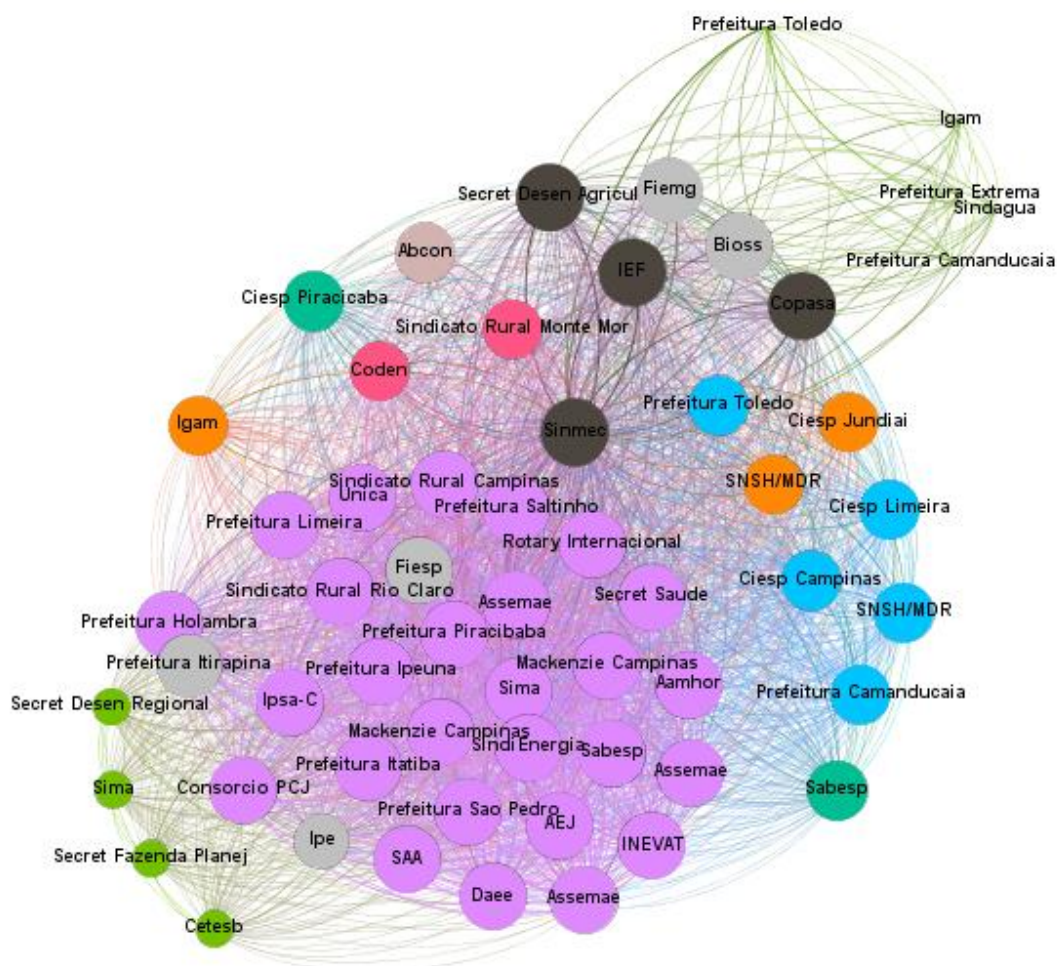 Prefeitura Toledo
Igam
Secret Desen Agricul
Fiemg
Prefeitura Extrema
Sindagua
Abcon
Bioss
IEF
Prefeitura Camanducaia
Ciesp Piracicaba
Copasa
Sindicato Rural Monte Mor
Coden
Prefeitura Toledo
Igam
Sinmec
Ciesp Jundiai
SNSH/MDR
Sindicato Rural Campinas
Unica
Prefeitura Saltinho
Ciesp Limeira
Prefeitura Limeira
Rotary Internacional
Fiesp
Ciesp Campinas
Sindicato Rural Rio Claro
Assemae
Secret Saude
SNSH/MDR
Prefeitura Holambra
Prefeitura Piracibaba
Prefeitura Itirapina
Prefeitura Ipeuna
Mackenzie Campinas
Aamhor
Prefeitura Camanducaia
Secret Desen Regional
Ipsa-C
Sima
Mackenzie Campinas
SIndiEnergia
Sabesp
Prefeitura Itatiba
Assemae
Sima
Consorcio PCJ
Sabesp
Prefeitura Sao Pedro
AEJ
Ipe
INEVAT
Secret Fazenda Planej
SAA
Daee
Assemae
Cetesb